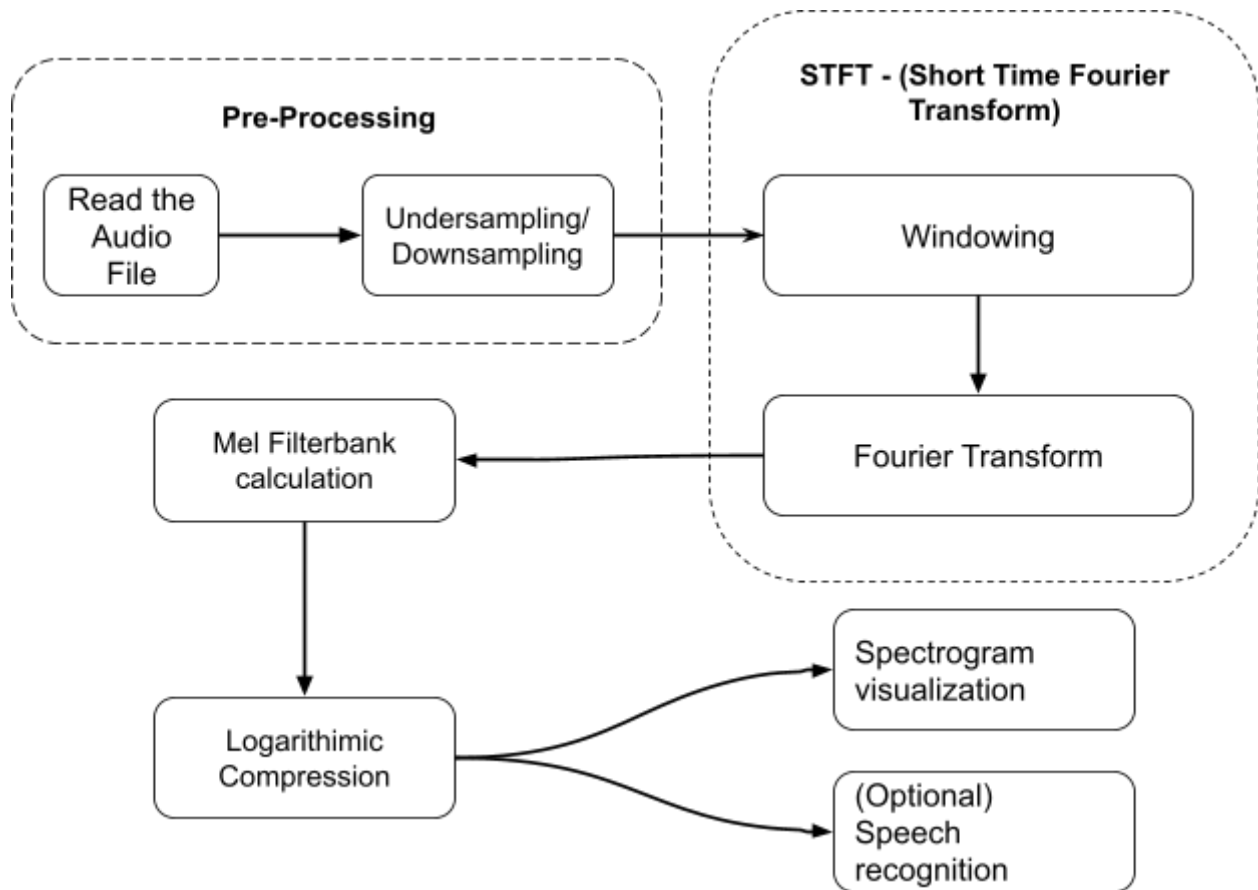 Pre-Processing
Read the
Audio
File
Undersampling/
Downsampling
STFT - (Short Time Fourier
Transform)
Windowing
Fourier Transform
Mel Filterbank
calculation
Logarithimic
Compression
Spectrogram
visualization
(Optional)
Speech
recognition